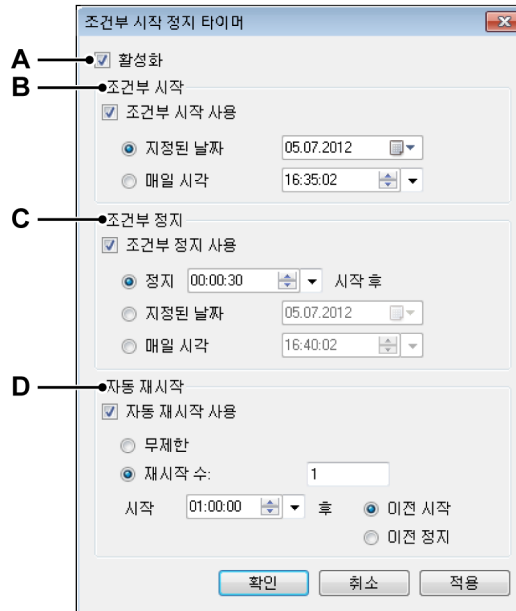 조건부 시작 정지 타이머
A 활성화
B 조건부 시작
조건부 시작 사용
지정된 날짜 05.07.2012
매일 시각 16:35:02
C 조건부 정지
조건부 정지 사용
정지 00:00:30 시작 후
지정된 날짜 05.07.2012
매일 시각 16:40:02
D 자동 재시작
자동 재시작 사용
무제한
재시작 수: 1
시작 01:00:00 후 이전 시작
이전 정지
확인 취소 적용